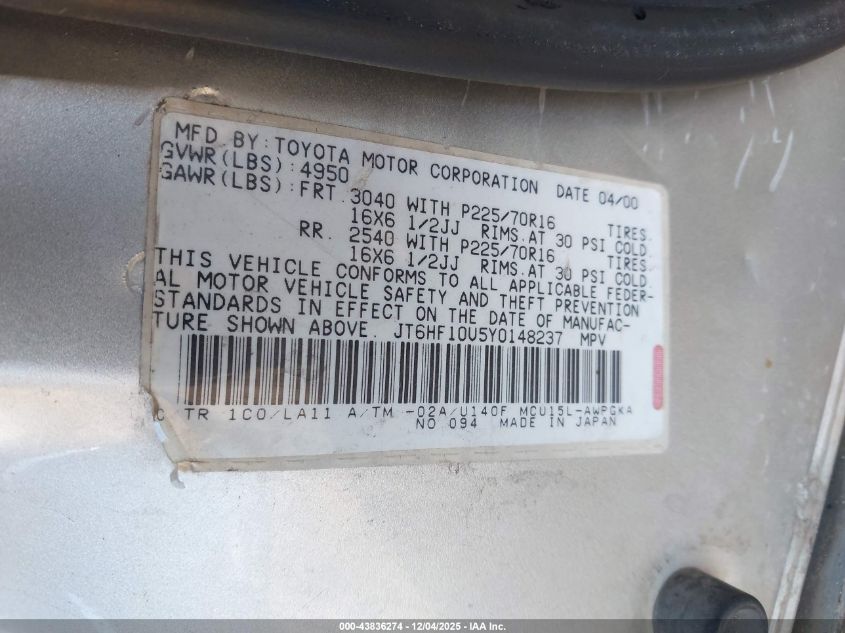 MFD BY: TOYOTA MOTOR CORPORATION DATE 04/00
GVWR(LBS):4950
GAWR(LBS):FRT. 3040 WITH P225/70R16 TIRES.
16X6 1/2JJ RIMS.AT 30 PSI COLD.
RR. 2540 WITH P225/70R16 TIRES.
16X6 1/2JJ RIMS.AT 30 PSI COLD.
THIS VEHICLE CONFORMS TO ALL APPLICABLE FEDER-
AL MOTOR VEHICLE SAFETY AND THEFT PREVENTION
STANDARDS IN EFFECT ON THE DATE OF MANUFAC-
TURE SHOWN ABOVE. JT6HF10U5Y0148237 MPV
C TR 1C0/LA11 A/TM -02A/U140F MCU15L-AWPGKA
NO 094 MADE IN JAPAN
000-43836274 - 12/04/2025 - IAA Inc.